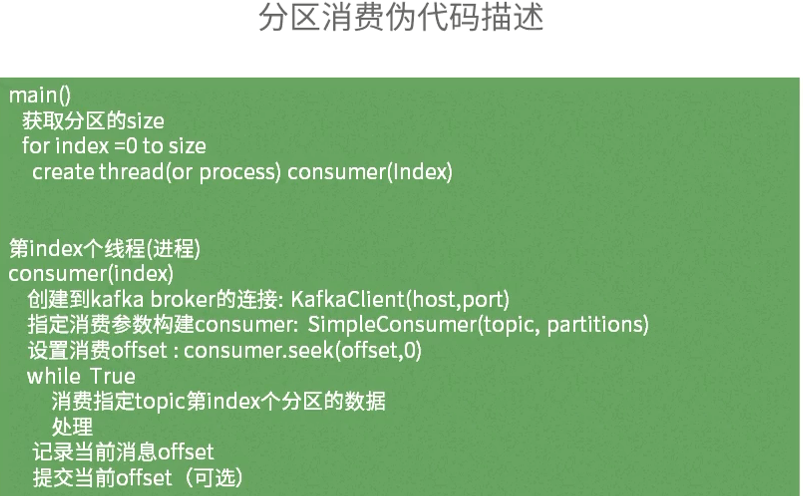 分区消费伪代码描述
main()
获取分区的size
for index =0 to size
create thread(or process) consumer(Index)
第index个线程(进程)
consumer(index)
创建到kafka broker的连接: KafkaClient(host,port)
指定消费参数构建consumer: SimpleConsumer(topic, partitions)
设置消费offset : consumer.seek(offset,0)
while True
消费指定topic第index个分区的数据
处理
记录当前消息offset
提交当前offset（可选）